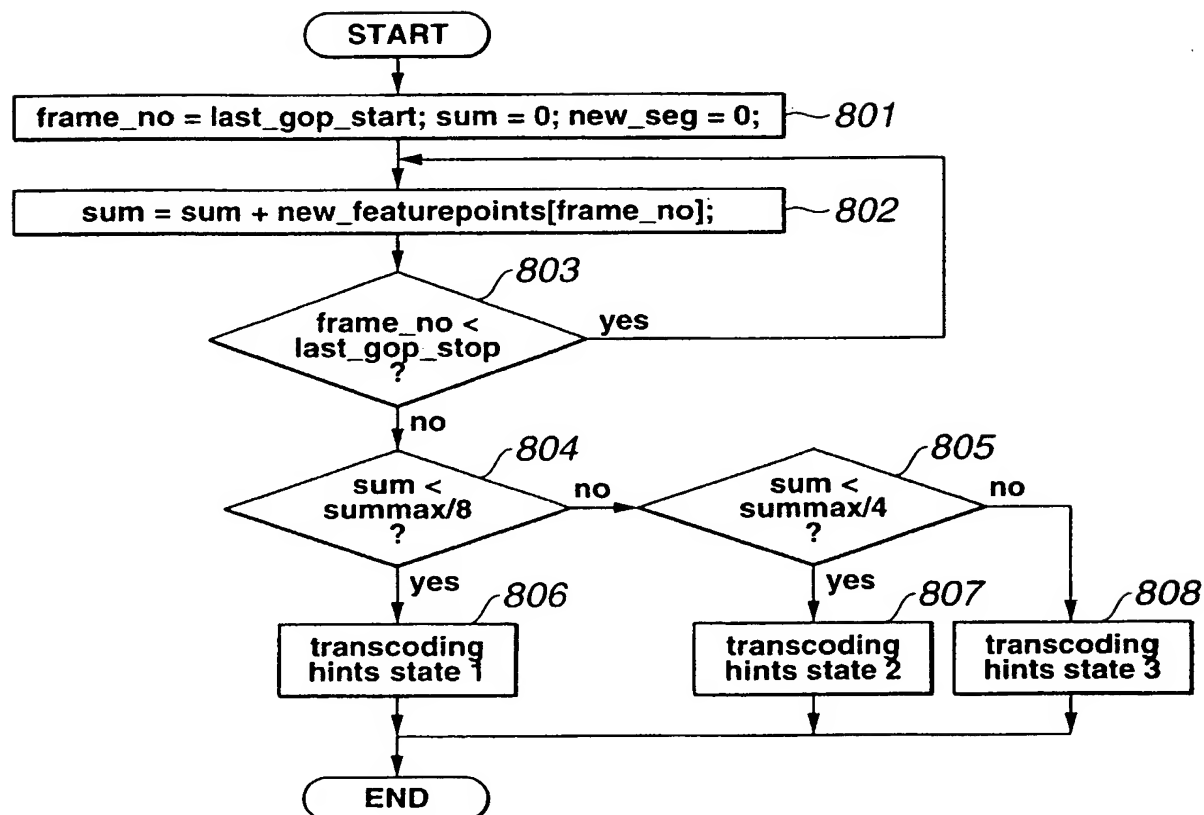 START
frame_no = last_gop_start; sum = 0; new_seg = 0;
801
sum = sum + new_featurepoints[frame_no];
802
803
frame_no <
last_gop_stop
?
yes
no
804
sum <
summax/8
?
no
805
sum <
summax/4
?
no
yes
yes
806
transcoding
hints state 1
807
transcoding
hints state 2
808
transcoding
hints state 3
END